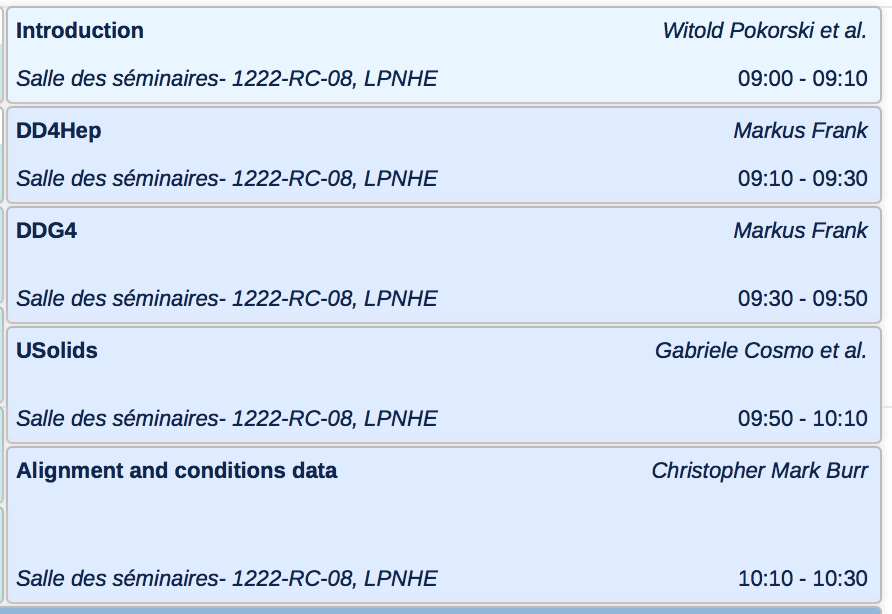 Introduction Witold Pokorski et al.
Salle des séminaires- 1222-RC-08, LPNHE 09:00 - 09:10
DD4Hep Markus Frank
Salle des séminaires- 1222-RC-08, LPNHE 09:10 - 09:30
DDG4 Markus Frank
Salle des séminaires- 1222-RC-08, LPNHE 09:30 - 09:50
USolids Gabriele Cosmo et al.
Salle des séminaires- 1222-RC-08, LPNHE 09:50 - 10:10
Alignment and conditions data Christopher Mark Burr
Salle des séminaires- 1222-RC-08, LPNHE 10:10 - 10:30